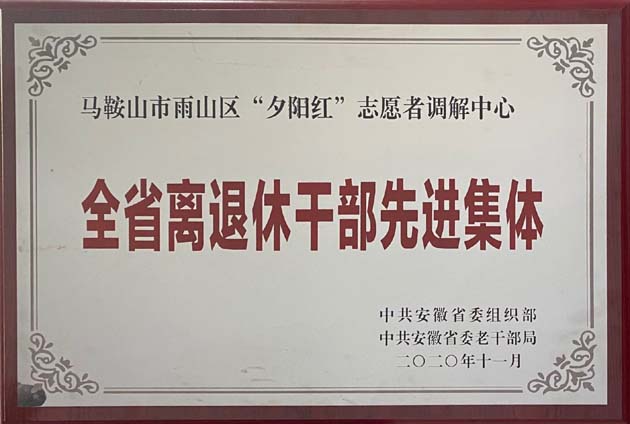 马鞍山市雨山区“夕阳红”志愿者调解中心
全省离退休干部先进集体
中共安徽省委组织部
中共安徽省委老干部局
二〇二〇年十一月